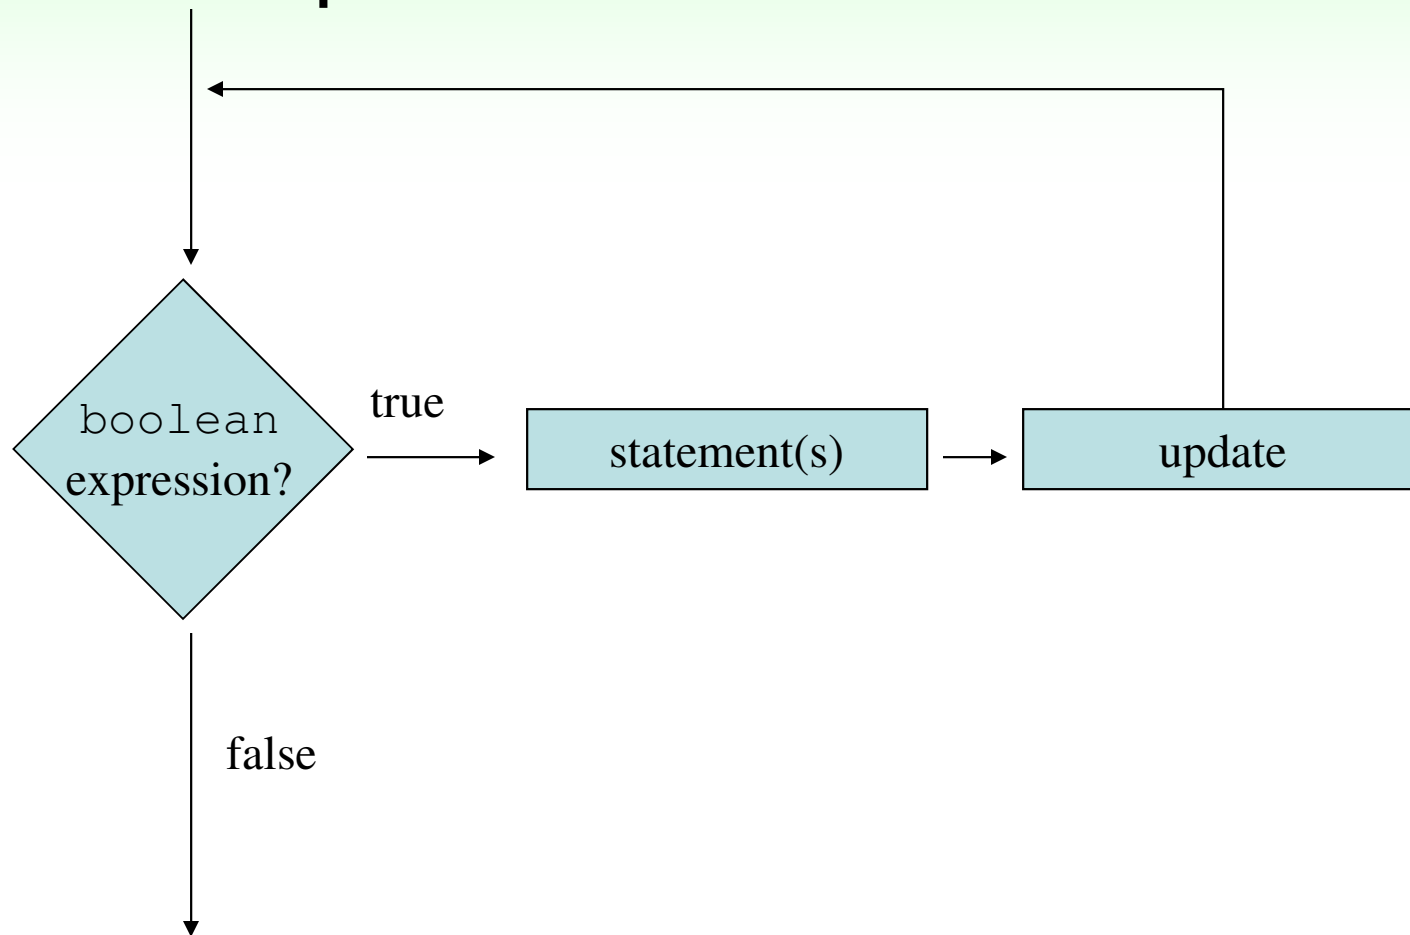 boolean
expression?
true
statement(s)
update
false